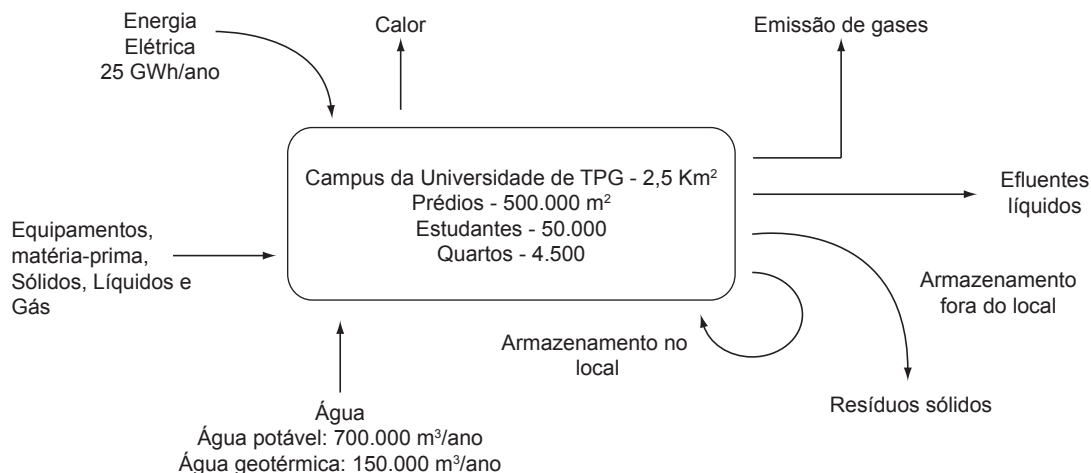 Energia
Elétrica
25 GWh/ano
Calor
Emissão de gases
Campus da Universidade de TPG - 2,5 Km²
Prédios - 500.000 m²
Estudantes - 50.000
Quartos - 4.500
Efluentes
líquidos
Equipamentos,
matéria-prima,
Sólidos, Líquidos e
Gás
Armazenamento
fora do local
Armazenamento no
local
Resíduos sólidos
Água
Água potável: 700.000 m³/ano
Água geotérmica: 150.000 m³/ano